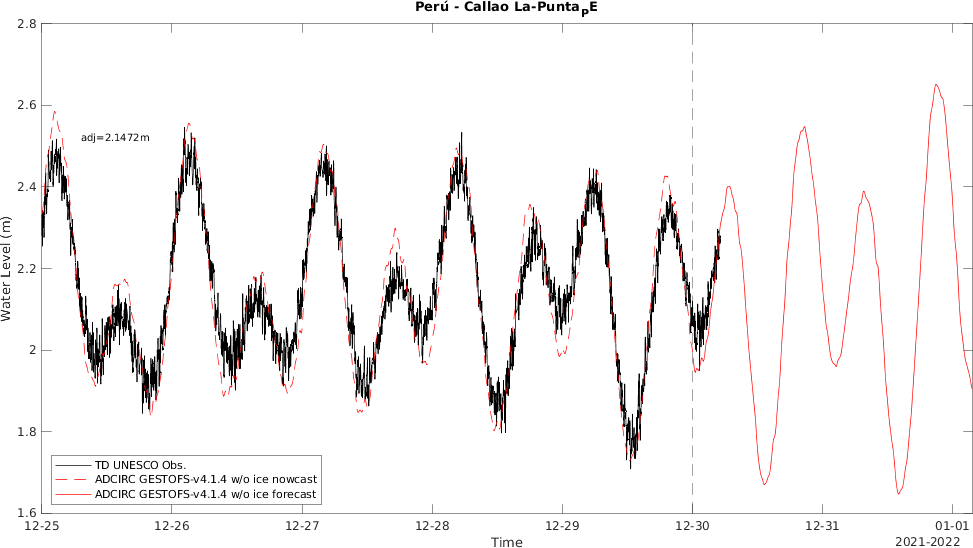 Perú - Callao La-PuntapE
2.8
2.6
2.4
2.2
2
1.8
1.6
Water Level (m)
adj=2.1472m
TD UNESCO Obs.
ADCIRC GESTOFS-v4.1.4 w/o ice nowcast
ADCIRC GESTOFS-v4.1.4 w/o ice forecast
12-25 12-26 12-27 12-28 12-29 12-30 12-31 01-01
Time
2021-2022